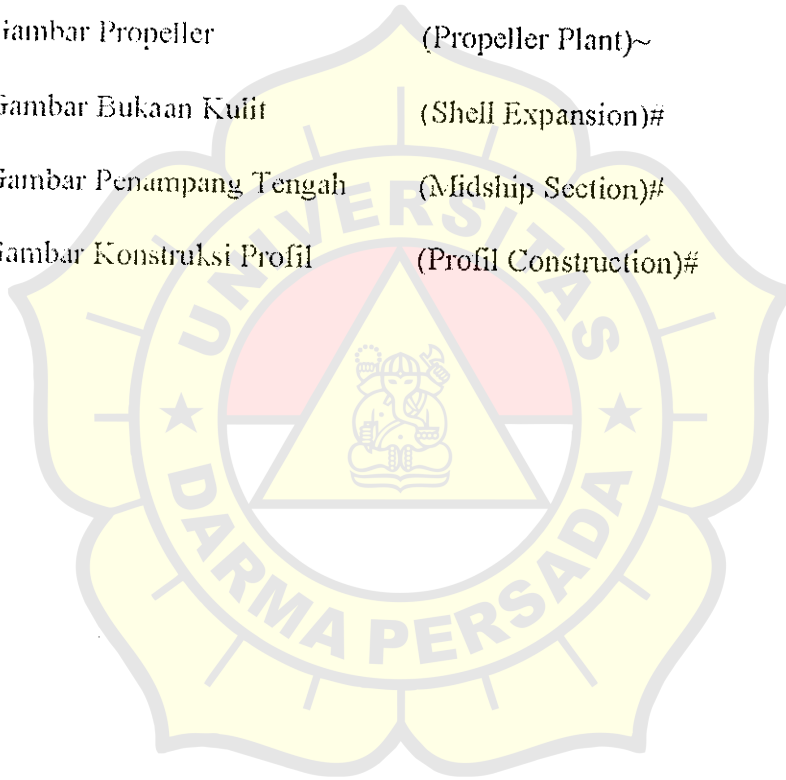 Gambar Propeller (Propeller Plant)~
Gambar Bukaan Kulit (Shell Expansion)#
Gambar Penampang Tengah (Midship Section)#
Gambar Konstruksi Profil (Profil Construction)#
UNIVERSITAS
DARMA PERSADA